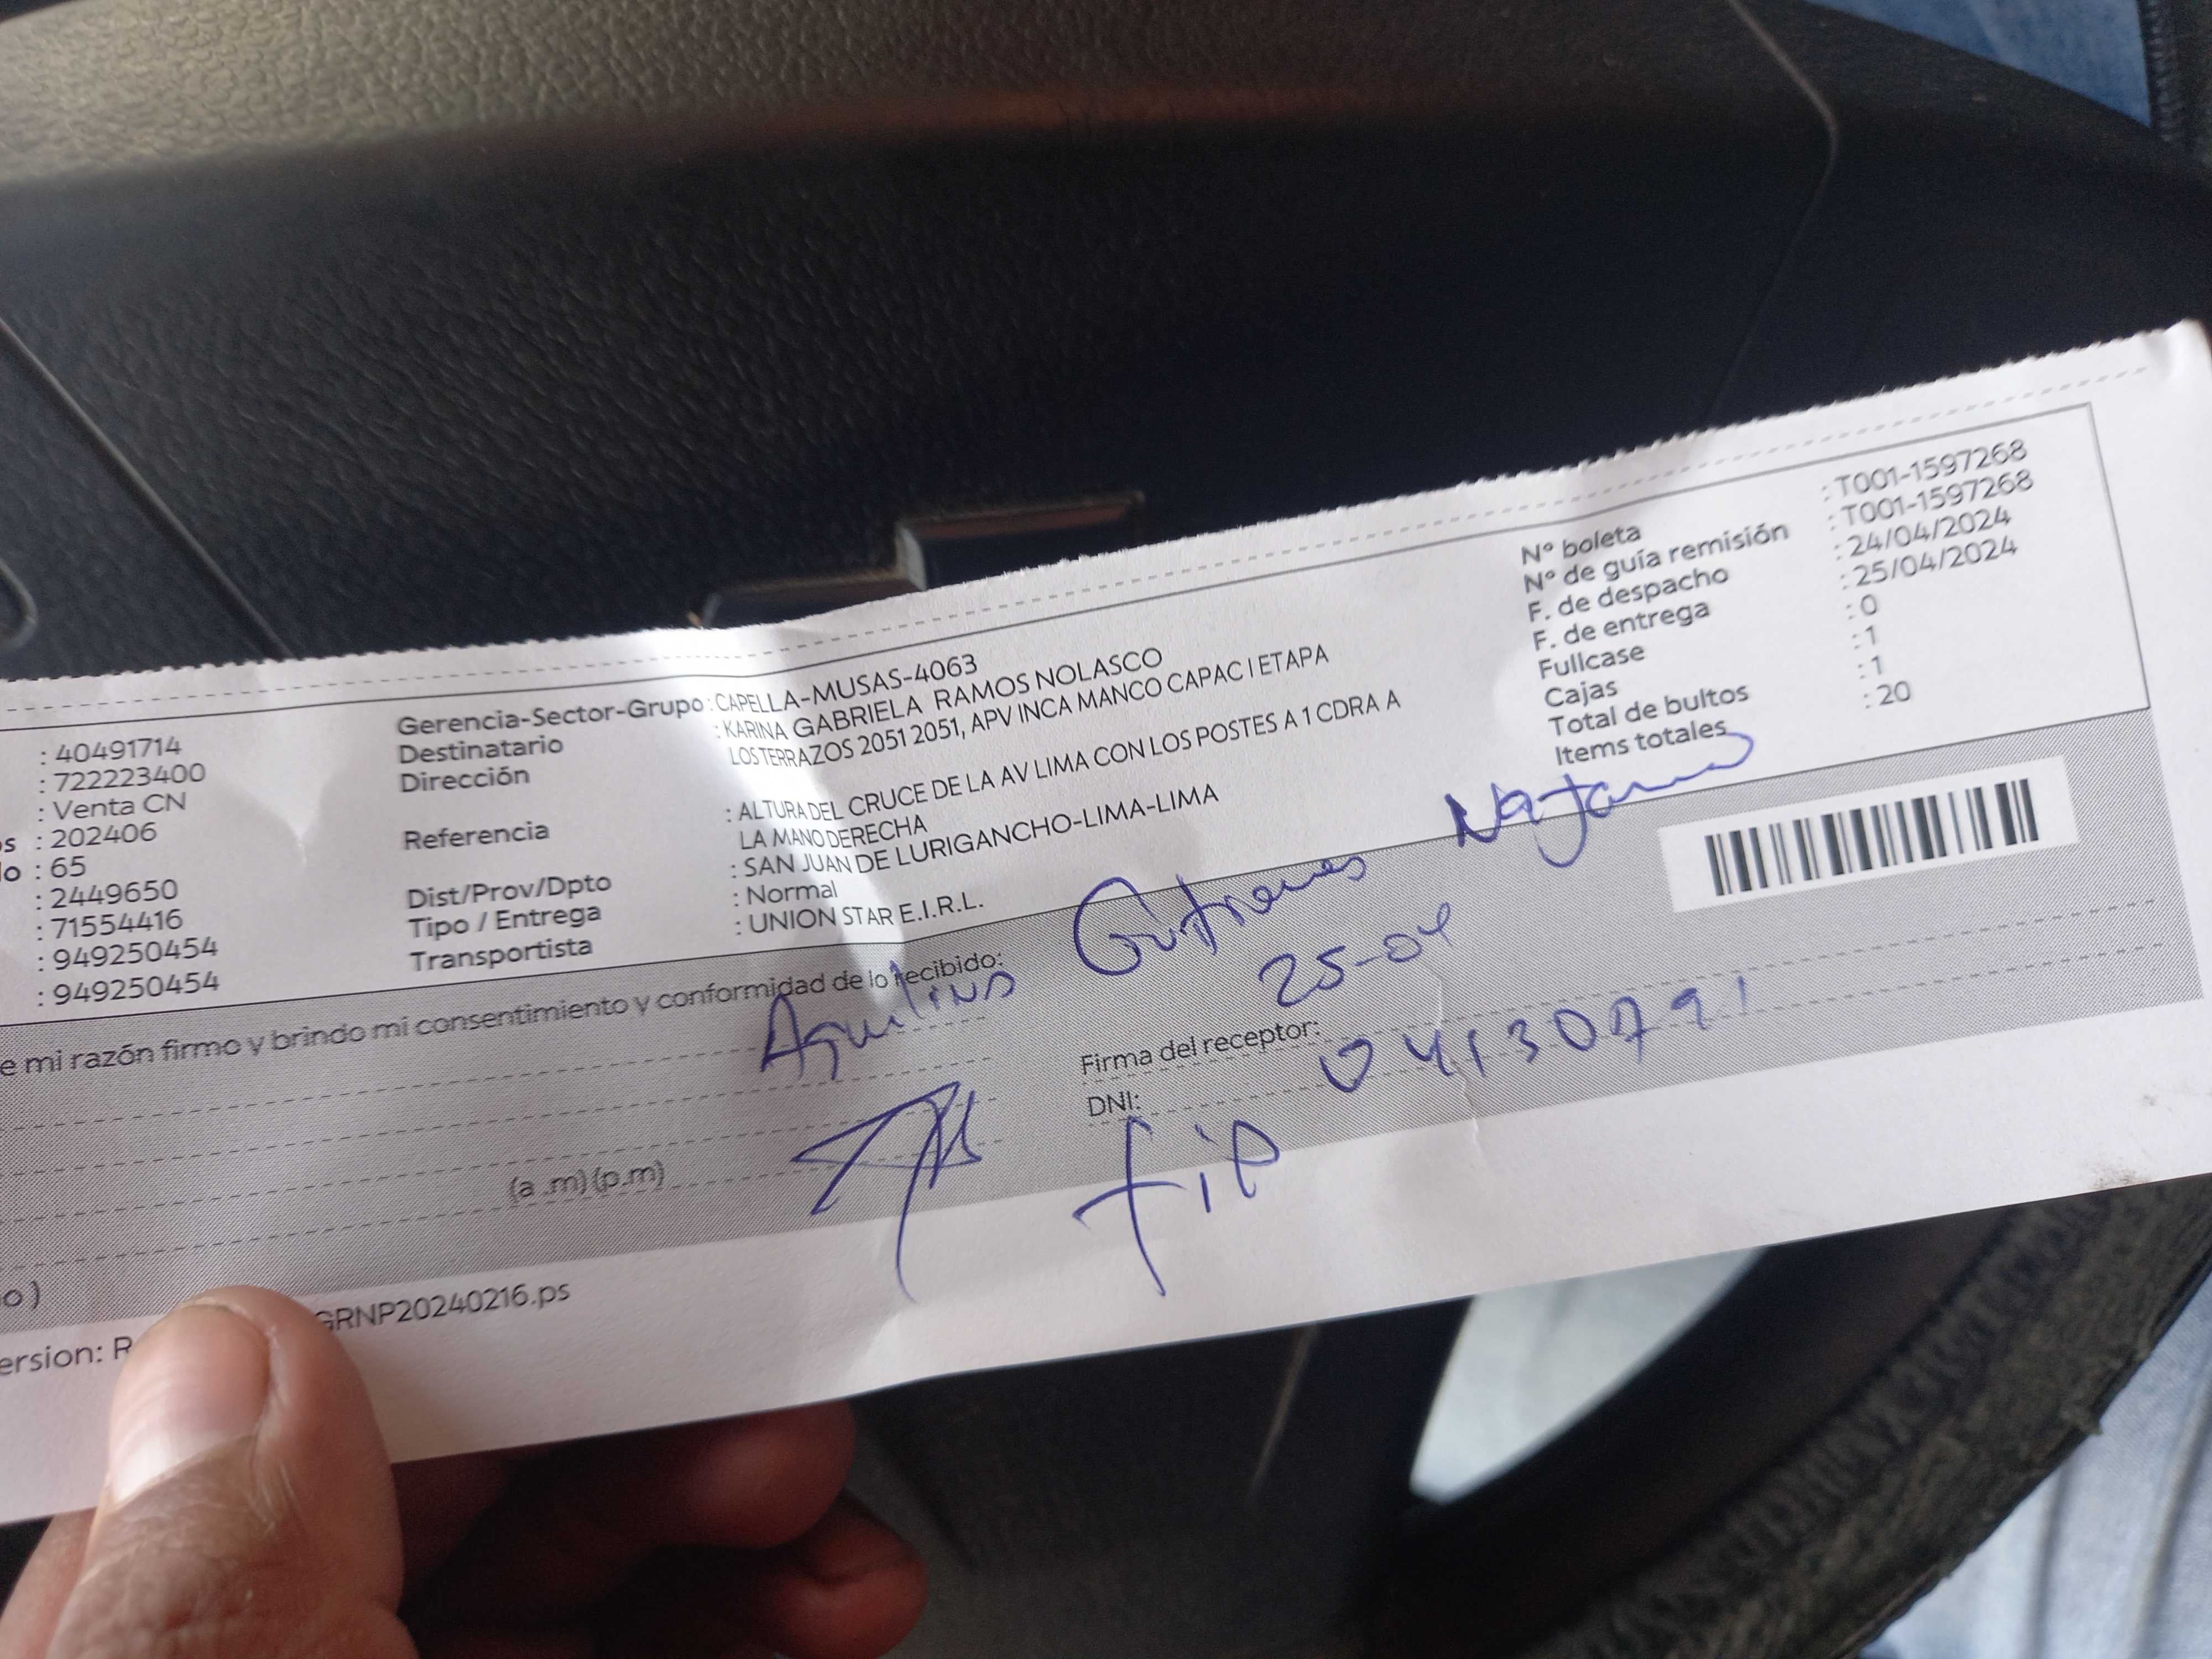 : 40491714
: 722223400
: Venta CN
s : 202406
o : 65
: 2449650
: 71554416
: 949250454
: 949250454
Gerencia-Sector-Grupo : CAPELLA-MUSAS-4063
Destinatario : KARINA GABRIELA RAMOS NOLASCO
Dirección LOS TERRAZOS 2051 2051, APV INCA MANCO CAPAC I ETAPA
Referencia : ALTURA DEL CRUCE DE LA AV LIMA CON LOS POSTES A 1 CDRA A
LA MANO DERECHA
Dist/Prov/Dpto : SAN JUAN DE LURIGANCHO-LIMA-LIMA
Tipo / Entrega : Normal
Transportista : UNION STAR E.I.R.L.
Nº boleta : T001-1597268
Nº de guía remisión : T001-1597268
F. de despacho : 24/04/2024
F. de entrega : 25/04/2024
Fullcase : 0
Cajas : 1
Total de bultos : 1
Items totales : 20
e mi razón firmo y brindo mi consentimiento y conformidad de lo recibido:
Aquilino
25-04
Firma del receptor:
DNI: 04130791
(a .m) (p.m)
o )
ersion: R GRNP20240216.ps